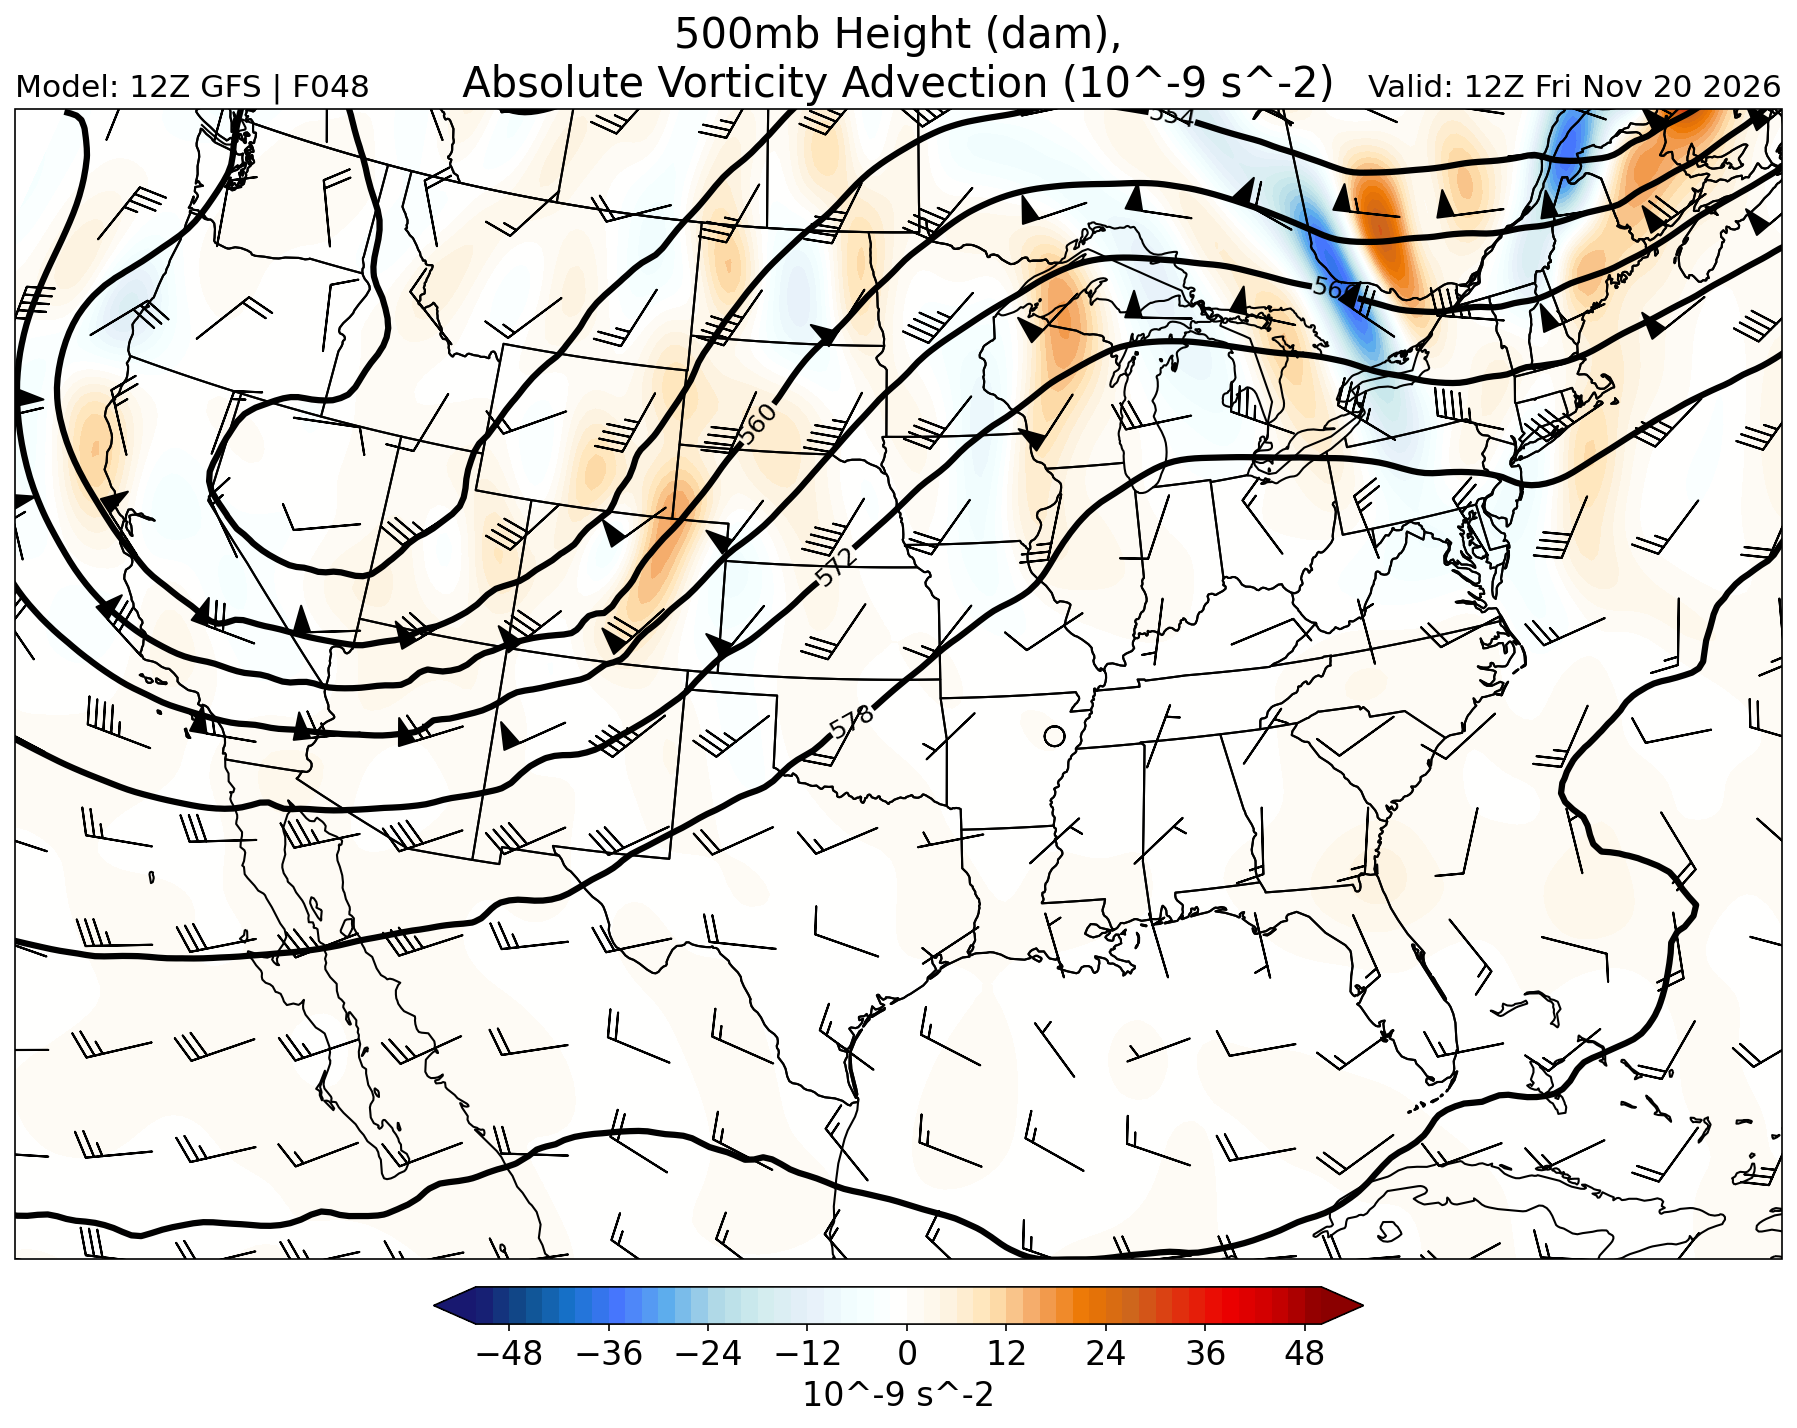 500mb Height (dam),
Model: 12Z GFS | F048 Absolute Vorticity Advection (10^-9 s^-2) Valid: 12Z Fri Nov 20 2026
554
566
560
572
578
−48 −36 −24 −12 0 12 24 36 48
10^-9 s^-2